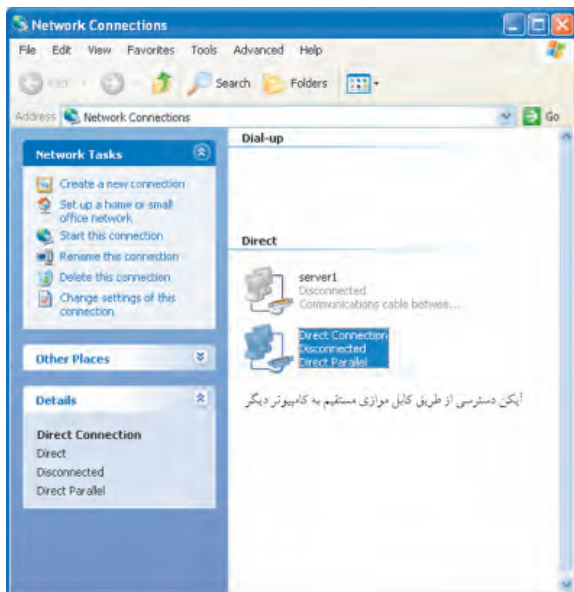 Network Connections
File Edit View Favorites Tools Advanced Help
Back Search Folders
Address Network Connections Go
Network Tasks
Create a new connection
Set up a home or small
office network
Start this connection
Rename this connection
Delete this connection
Change settings of this
connection
Other Places
Details
Direct Connection
Direct
Disconnected
Direct Parallel
Dial-up
Direct
server1
Disconnected
Communications cable betwee...
Direct Connection
Disconnected
Direct Parallel
آیکن دسترسی از طریق کابل موازی مستقیم به کامپیوتر دیگر